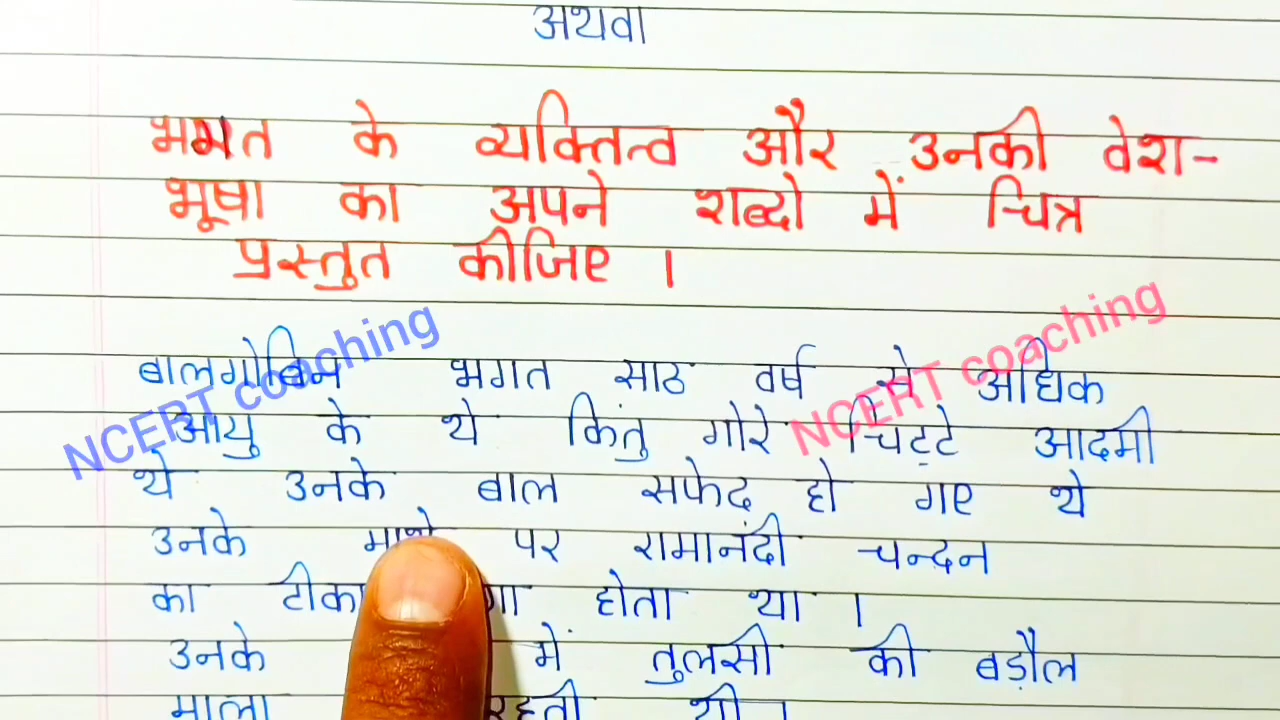 अथवा
भगत के व्यक्तित्व और उनकी वेश-
भूषा का अपने शब्दो में चित्र
प्रस्तुत कीजिए ।
NCERT coaching
NCERT coaching
बालगोबिन भगत साठ वर्ष से अधिक
आयु के थे किंतु गोरे चिट्टे आदमी
थे उनके बाल सफेद हो गए थे
उनके माथे पर रामानंदी चन्दन
का टीका होता था ।
उनके में तुलसी की बड़ौल
माला रहती थी ।